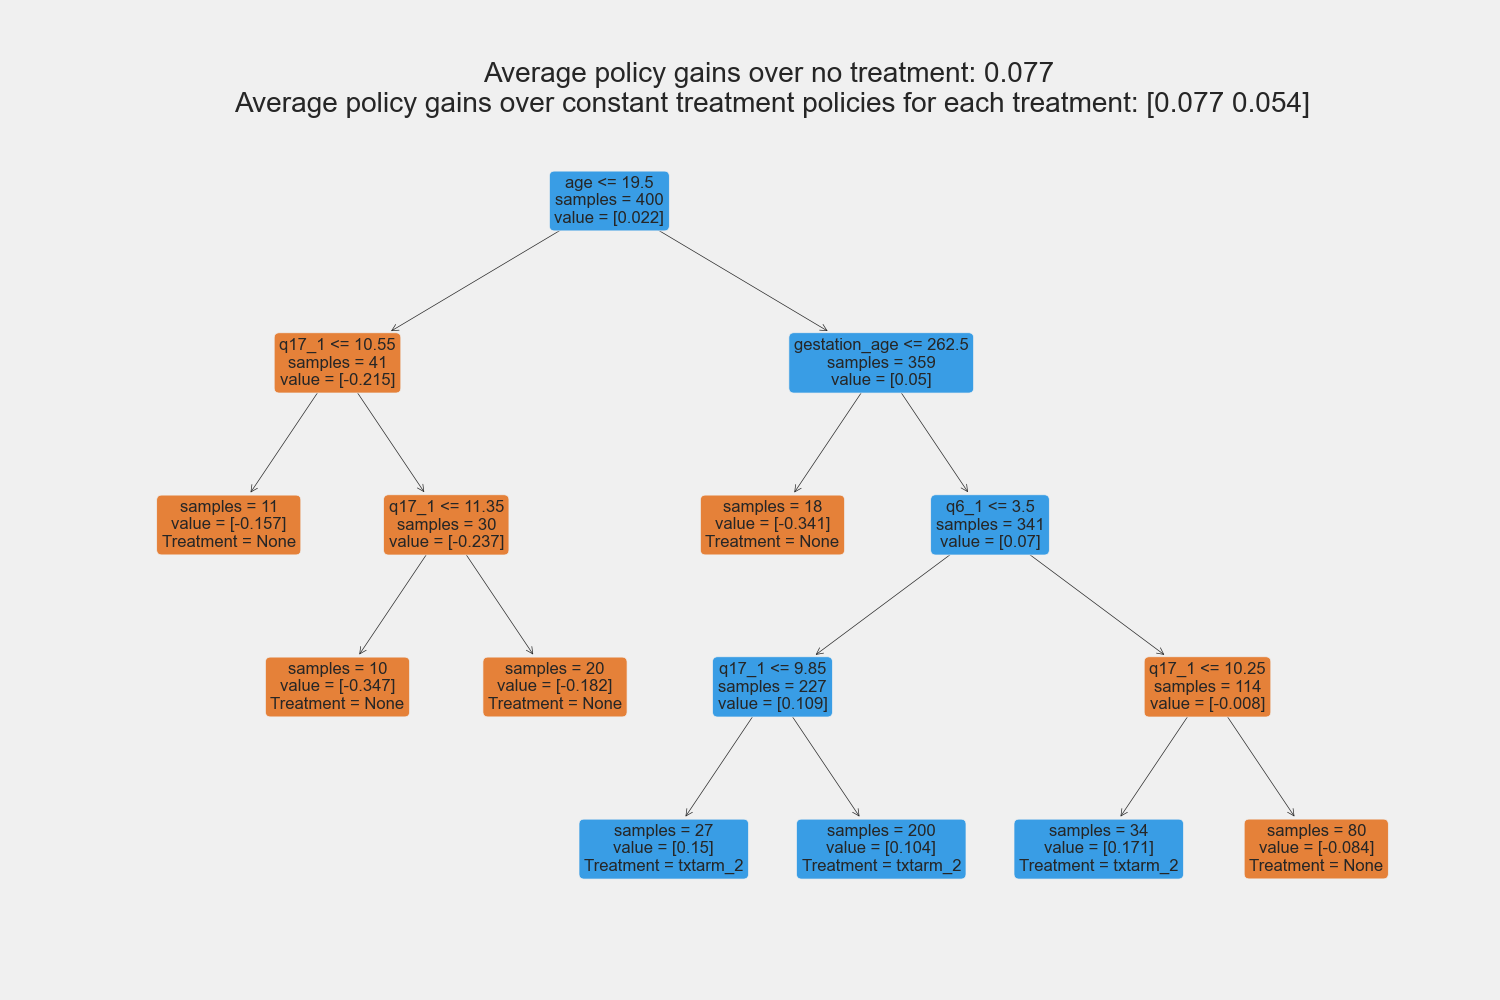 Average policy gains over no treatment: 0.077
Average policy gains over constant treatment policies for each treatment: [0.077 0.054]
age <= 19.5
samples = 400
value = [0.022]
q17_1 <= 10.55
samples = 41
value = [-0.215]
gestation_age <= 262.5
samples = 359
value = [0.05]
samples = 11
value = [-0.157]
Treatment = None
q17_1 <= 11.35
samples = 30
value = [-0.237]
samples = 18
value = [-0.341]
Treatment = None
q6_1 <= 3.5
samples = 341
value = [0.07]
samples = 10
value = [-0.347]
Treatment = None
samples = 20
value = [-0.182]
Treatment = None
q17_1 <= 9.85
samples = 227
value = [0.109]
q17_1 <= 10.25
samples = 114
value = [-0.008]
samples = 27
value = [0.15]
Treatment = txtarm_2
samples = 200
value = [0.104]
Treatment = txtarm_2
samples = 34
value = [0.171]
Treatment = txtarm_2
samples = 80
value = [-0.084]
Treatment = None